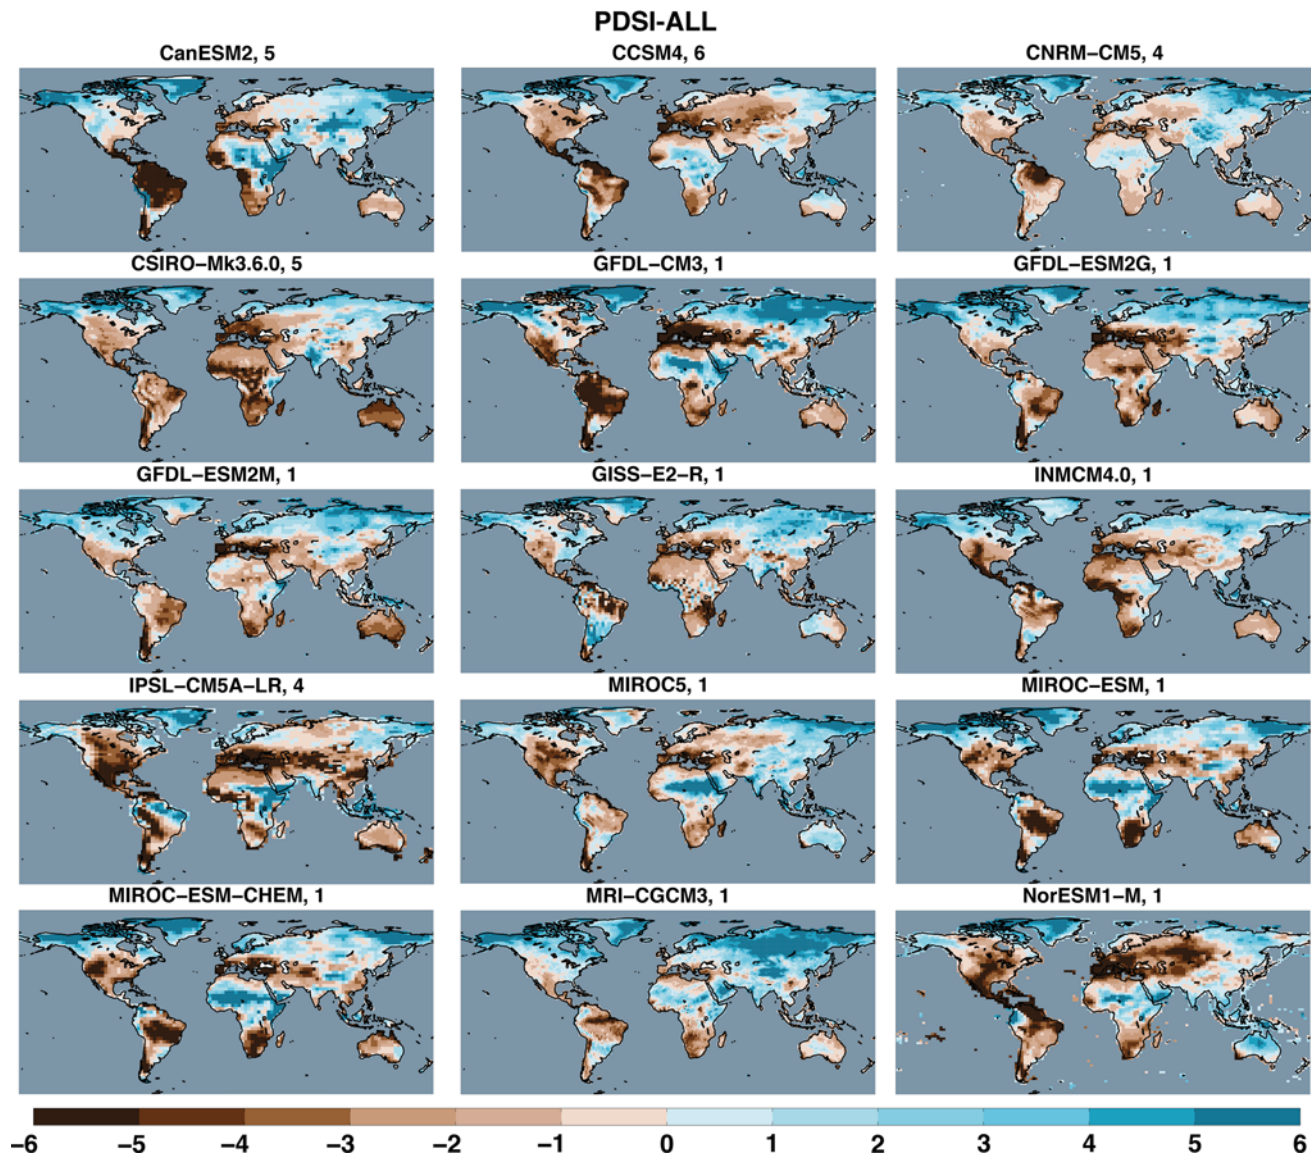 PDSI-ALL
CanESM2, 5
CCSM4, 6
CNRM−CM5, 4
CSIRO−Mk3.6.0, 5
GFDL−CM3, 1
GFDL−ESM2G, 1
GFDL−ESM2M, 1
GISS−E2−R, 1
INMCM4.0, 1
IPSL−CM5A−LR, 4
MIROC5, 1
MIROC−ESM, 1
MIROC−ESM−CHEM, 1
MRI−CGCM3, 1
NorESM1−M, 1
−6 −5 −4 −3 −2 −1 0 1 2 3 4 5 6